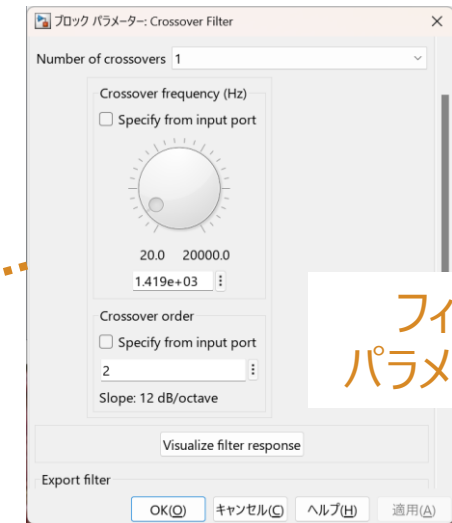 ブロック パラメーター: Crossover Filter
Number of crossovers 1
Crossover frequency (Hz)
Specify from input port
20.0 20000.0
1.419e+03
Crossover order
Specify from input port
2
Slope: 12 dB/octave
フィ
パラメ
Visualize filter response
Export filter
OK(O) キャンセル(C) ヘルプ(H) 適用(A)